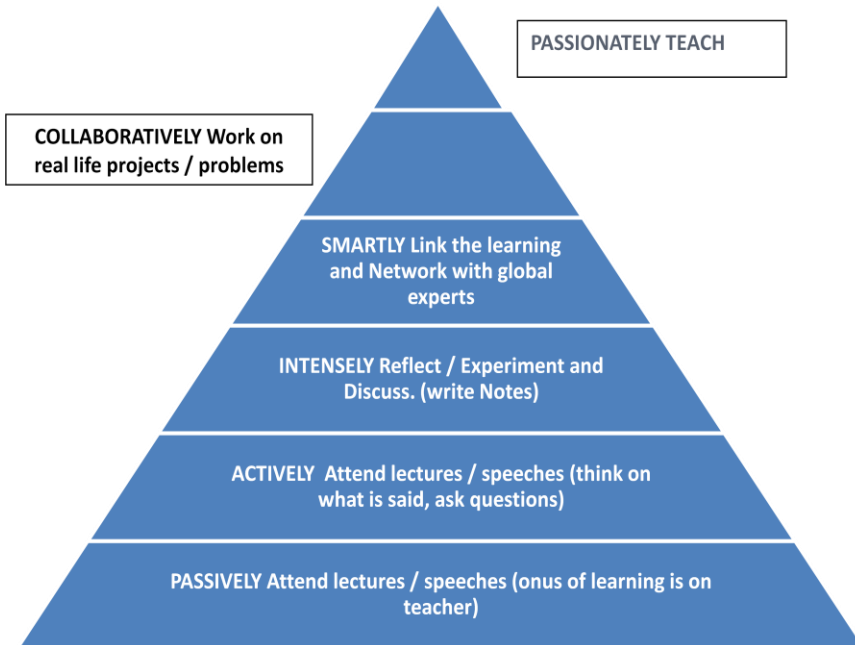 PASSIONATELY TEACH
COLLABORATIVELY Work on
real life projects / problems
SMARTLY Link the learning
and Network with global
experts
INTENSELY Reflect / Experiment and
Discuss. (write Notes)
ACTIVELY  Attend lectures / speeches (think on
what is said, ask questions)
PASSIVELY Attend lectures / speeches (onus of learning is on
teacher)